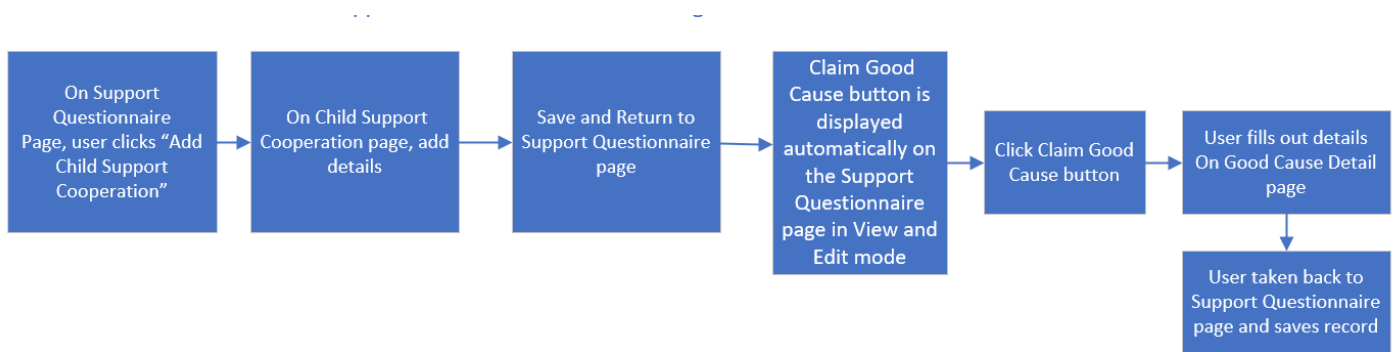 On Support
Questionnaire
Page, user clicks “Add
Child Support
Cooperation”
On Child Support
Cooperation page, add
details
Save and Return to
Support Questionnaire
page
Claim Good
Cause button is
displayed
automatically on
the Support
Questionnaire
page in View and
Edit mode
Click Claim Good
Cause button
User fills out details
On Good Cause Detail
page
User taken back to
Support Questionnaire
page and saves record